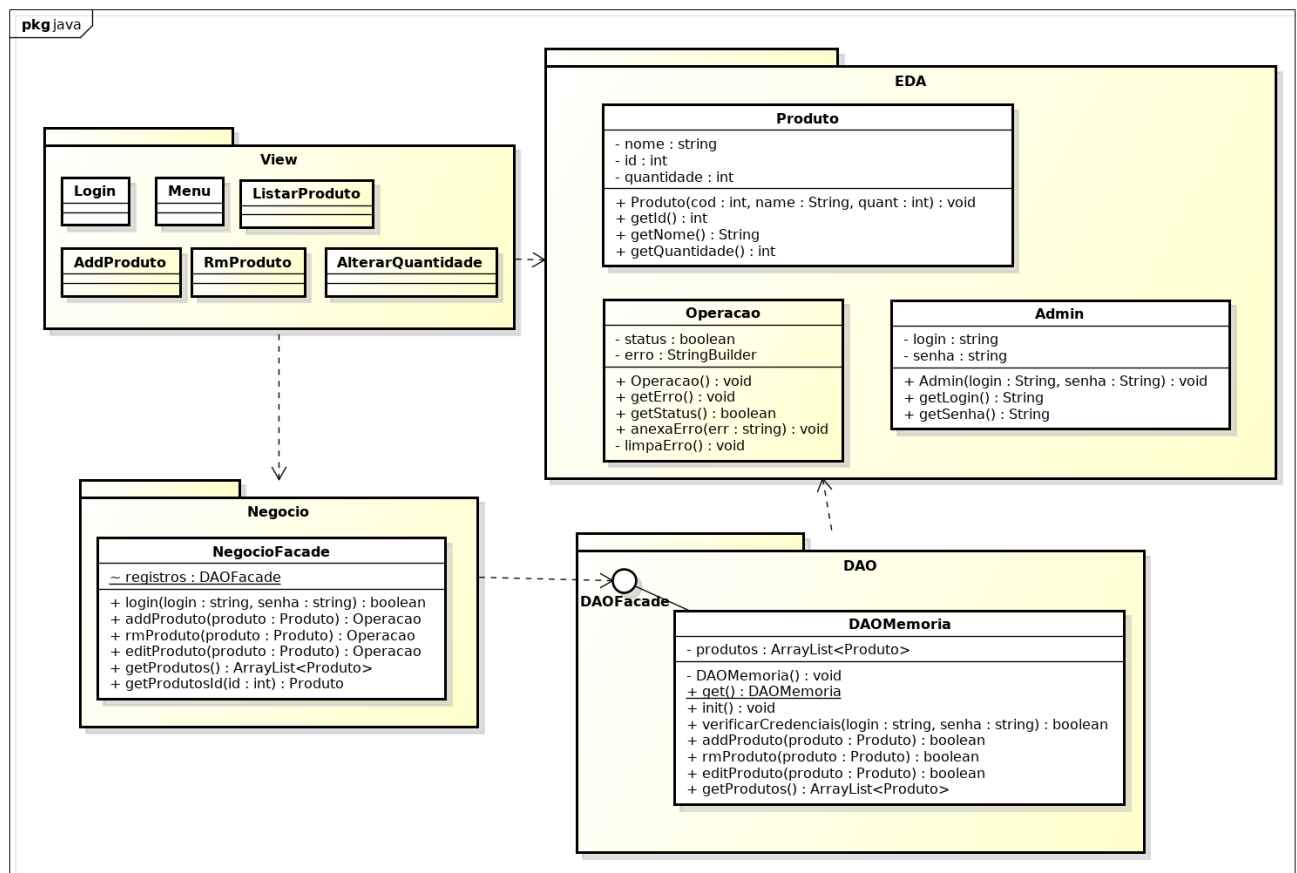 pkg java
View
Login
Menu
ListarProduto
AddProduto
RmProduto
AlterarQuantidade
EDA
Produto
- nome : string
- id : int
- quantidade : int
+ Produto(cod : int, name : String, quant : int) : void
+ getId() : int
+ getNome() : String
+ getQuantidade() : int
Operacao
- status : boolean
- erro : StringBuilder
+ Operacao() : void
+ getErro() : void
+ getStatus() : boolean
+ anexaErro(err : string) : void
- limpaErro() : void
Admin
- login : string
- senha : string
+ Admin(login : String, senha : String) : void
+ getLogin() : String
+ getSenha() : String
Negocio
NegocioFacade
~ registros : DAOFacade
+ login(login : string, senha : string) : boolean
+ addProduto(produto : Produto) : Operacao
+ rmProduto(produto : Produto) : Operacao
+ editProduto(produto : Produto) : Operacao
+ getProdutos() : ArrayList<Produto>
+ getProdutosId(id : int) : Produto
DAO
DAOFacade
DAOMemoria
- produtos : ArrayList<Produto>
- DAOMemoria() : void
+ get() : DAOMemoria
+ init() : void
+ verificarCredenciais(login : string, senha : string) : boolean
+ addProduto(produto : Produto) : boolean
+ rmProduto(produto : Produto) : boolean
+ editProduto(produto : Produto) : boolean
+ getProdutos() : ArrayList<Produto>